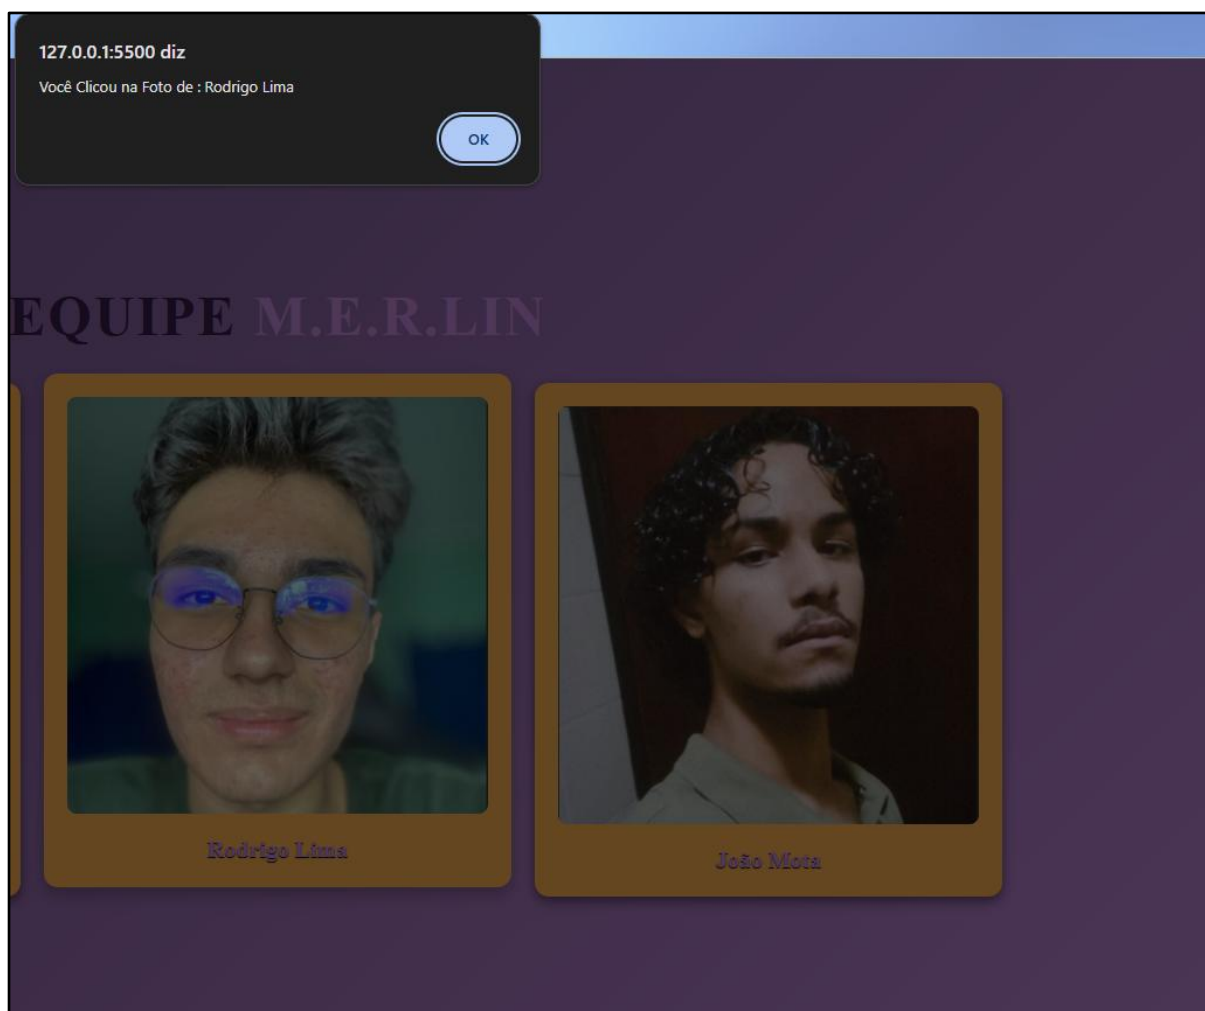 127.0.0.1:5500 diz
Você Clicou na Foto de : Rodrigo Lima
OK
EQUIPE M.E.R.LIN
Rodrigo Lima
João Mota